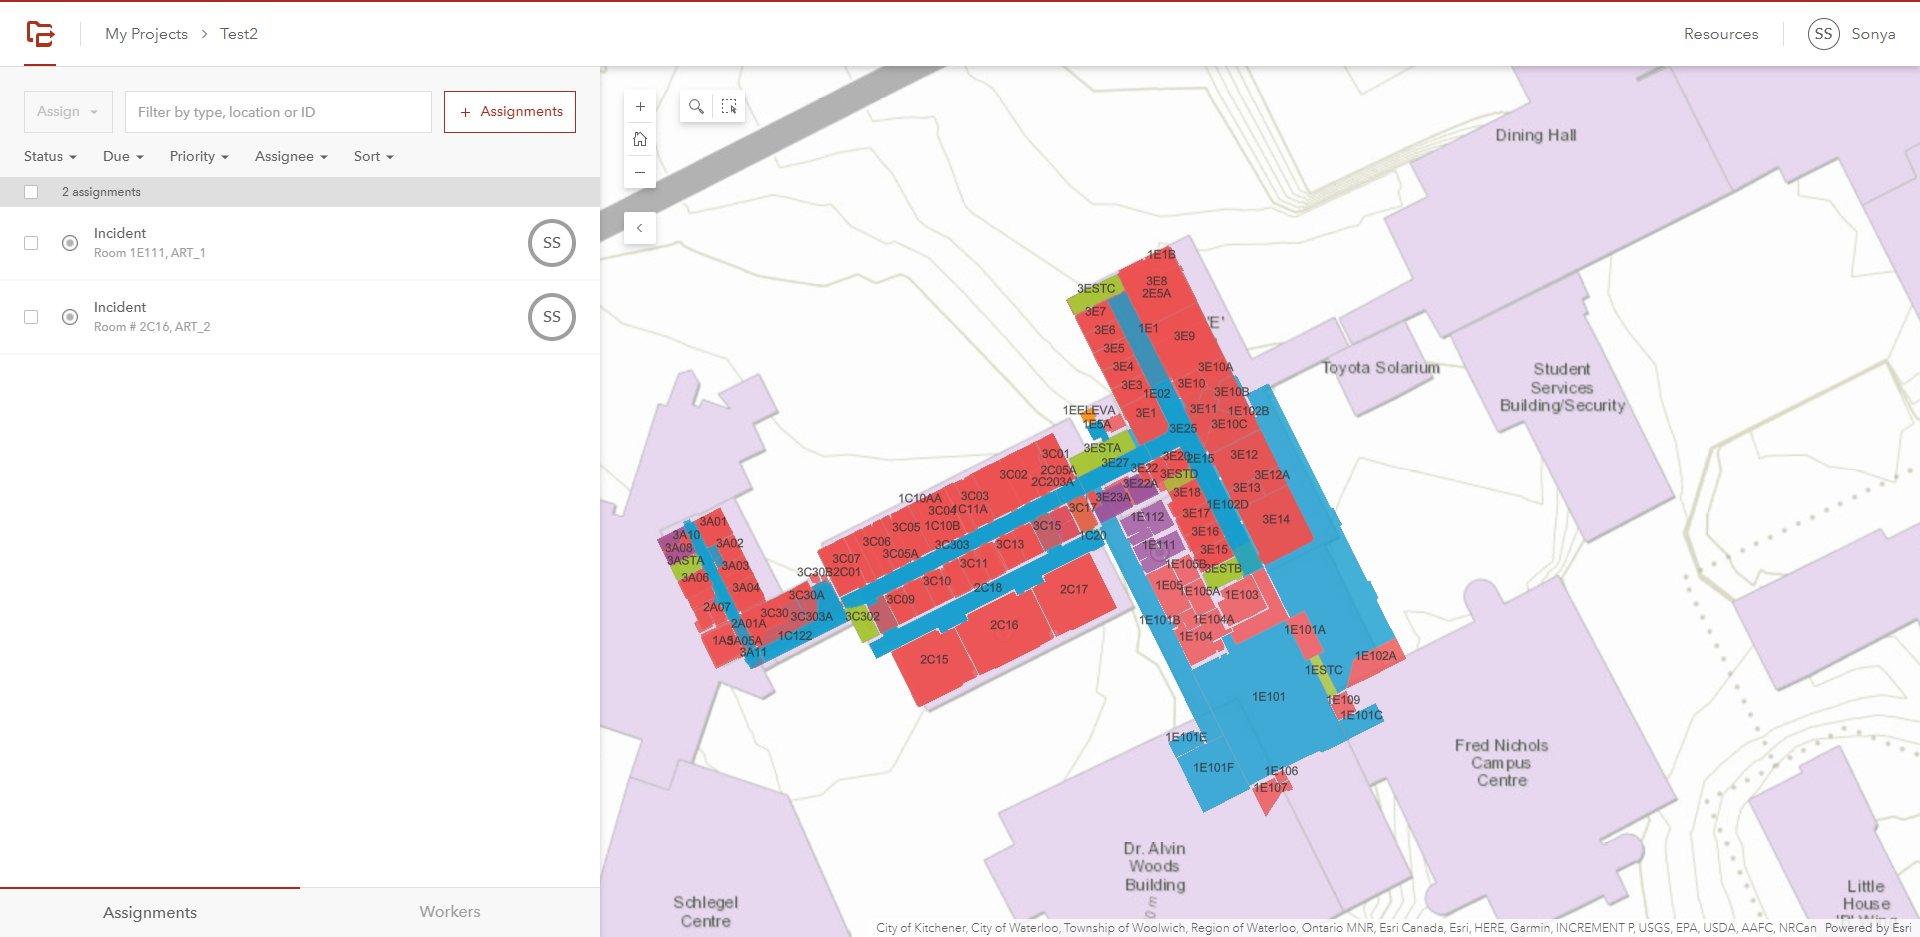 My Projects > Test2
Resources
SS Sonya
Assign
Filter by type, location or ID
+ Assignments
Status
Due
Priority
Assignee
Sort
2 assignments
Incident
Room 1E111, ART_1
SS
Incident
Room # 2C16, ART_2
SS
Assignments
Workers
Dining Hall
Toyota Solarium
Student
Services
Building/Security
'E'
1E1B
3E8
2E5A
3ESTC
3E7
3E6
1E1
3E9
3E5
3E4
3E10A
3E3
3E10
3E10B
1E02
1EELEVA
3E1
3E11
1E102B
1E5A
3E10C
3E25
3ESTA
3E12
3C01
3E20
2E15
3E27
3E22
2C05A
3C02
3ESTD
3E12A
2C203A
3E22A
3E13
3E18
3C03
3E23A
1C10AA
1E102D
3C17
3C04
1C11A
3E17
1E112
3E14
3A01
3C15
3C05
1C10B
3E16
3A10
1C20
3C06
3A02
3C303
3C13
1E111
3A08
3E15
3C05A
3C07
3ASTA
3C11
1E105B
3A03
3ESTB
3C30B
2C01
3A06
3C10
1E05
3A04
2C18
2C17
1E105A
1E103
3C30A
3C09
2A07
3C30
3C303A
3C302
1E101B
1E104A
2A01A
2C16
1E101A
1C122
1E104
3A05A
3A11
1E102A
2C15
1ESTC
1E101
1E109
1E101C
1E101E
1E101F
1E106
1E107
Fred Nichols
Campus
Centre
Dr. Alvin
Woods
Building
Schlegel
Centre
Little
House
City of Kitchener, City of Waterloo, Township of Woolwich, Region of Waterloo, Ontario MNR, Esri Canada, Esri, HERE, Garmin, INCREMENT P, USGS, EPA, USDA, AAFC, NRCan Powered by Esri